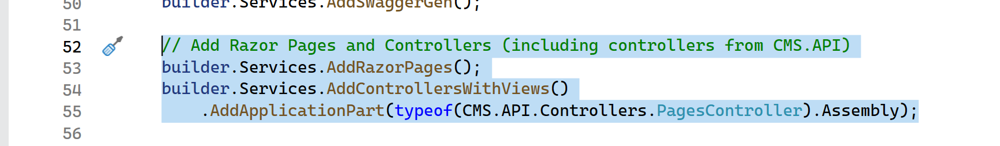 50 builder.Services.AddSwaggerGen();
51
52 // Add Razor Pages and Controllers (including controllers from CMS.API)
53 builder.Services.AddRazorPages();
54 builder.Services.AddControllersWithViews()
55 .AddApplicationPart(typeof(CMS.API.Controllers.PagesController).Assembly);
56